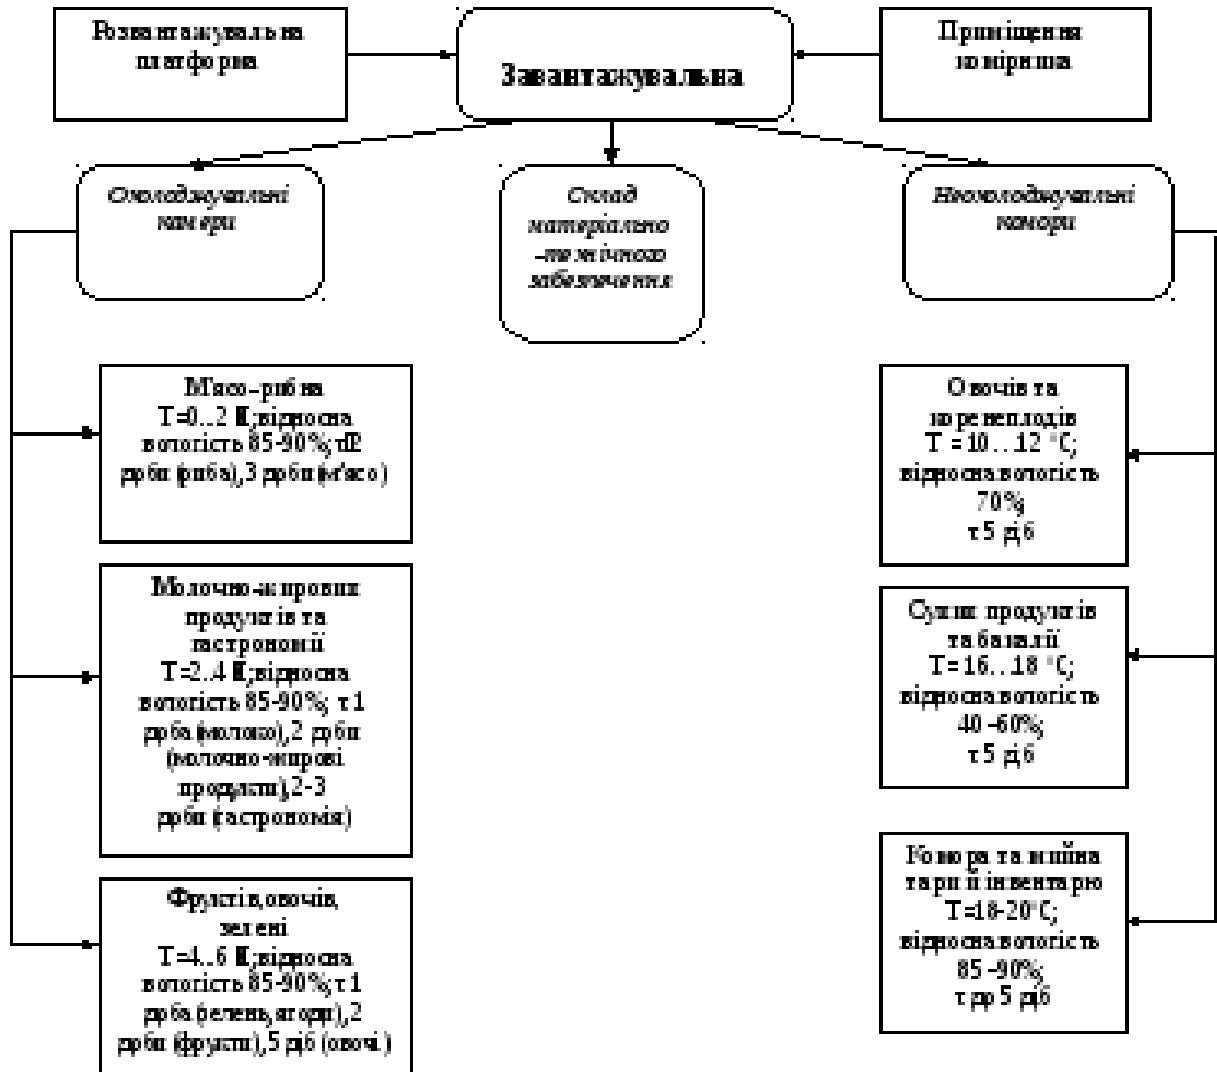 Розвантажувальна
платформа
Завантажувальна
Приміщення
комірника
Охолоджувальні
камери
Склад
матеріально
-технічного
забезпечення
Неохолоджувальні
комори
М'ясо-рибна
Т=0...2 відносна
вологість 85-90%;
доби (риба), 3 доби (м'ясо)
Молочно-жирових
продуктів та
гастрономії
Т=2..4 відносна
вологість 85-90%; τ 1
доба (молоко), 2 доби
(молочно-жирові
продукти), 2-3
доби (гастрономія)
Фруктів, овочів,
зелені
Т=4..6 відносна
вологість 85-90%; τ 1
доба (зелень, ягоди), 2
доби (фрукти), 5 діб (овочі)
Овочів та
коренеплодів
Т = 10...12 °С;
відносна вологість
70%;
τ 5 діб
Сухих продуктів
та бакалії
Т = 16...18 °С;
відносна вологість
40 -60%;
τ 5 діб
Комора та мийна
тари й інвентарю
Т=18-20°С;
відносна вологість
85 -90%;
τ до 5 діб